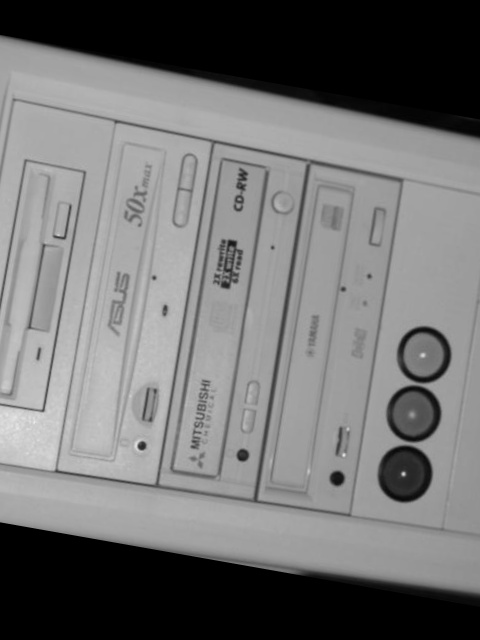 50x max
ASUS
CD-RW
2X rewrite
2X write
6X read
MITSUBISHI
CHEMICAL
YAMAHA